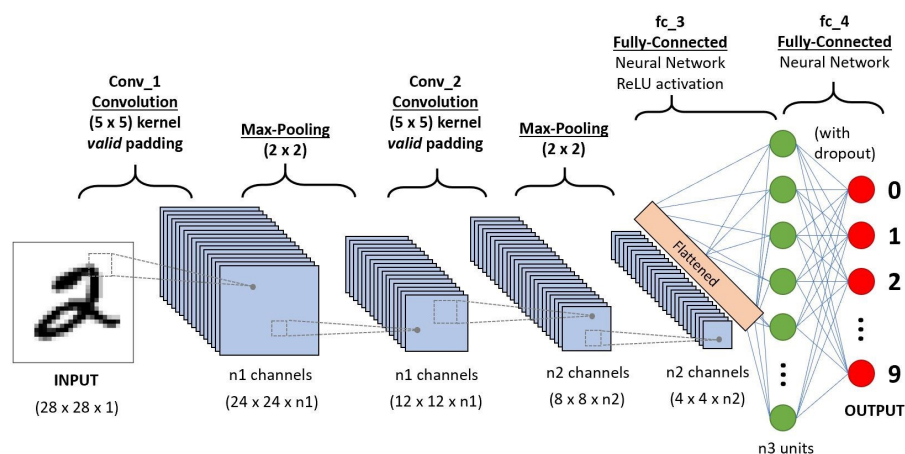 fc_3
Fully-Connected
Neural Network
ReLU activation
fc_4
Fully-Connected
Neural Network
Conv_1
Convolution
(5 x 5) kernel
valid padding
Max-Pooling
(2 x 2)
Conv_2
Convolution
(5 x 5) kernel
valid padding
Max-Pooling
(2 x 2)
(with
dropout)
2
Flattened
0
1
2
9
INPUT
(28 x 28 x 1)
n1 channels
(24 x 24 x n1)
n1 channels
(12 x 12 x n1)
n2 channels
(8 x 8 x n2)
n2 channels
(4 x 4 x n2)
OUTPUT
n3 units